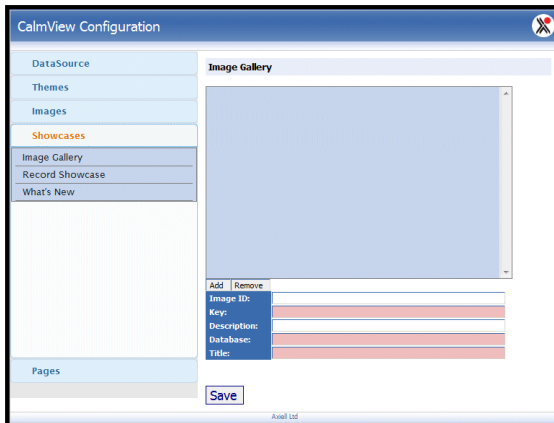 CalmView Configuration
DataSource
Themes
Images
Showcases
Image Gallery
Record Showcase
What's New
Pages
Image Gallery
Add Remove
Image ID:
Key:
Description:
Database:
Title:
Save
Axiell Ltd